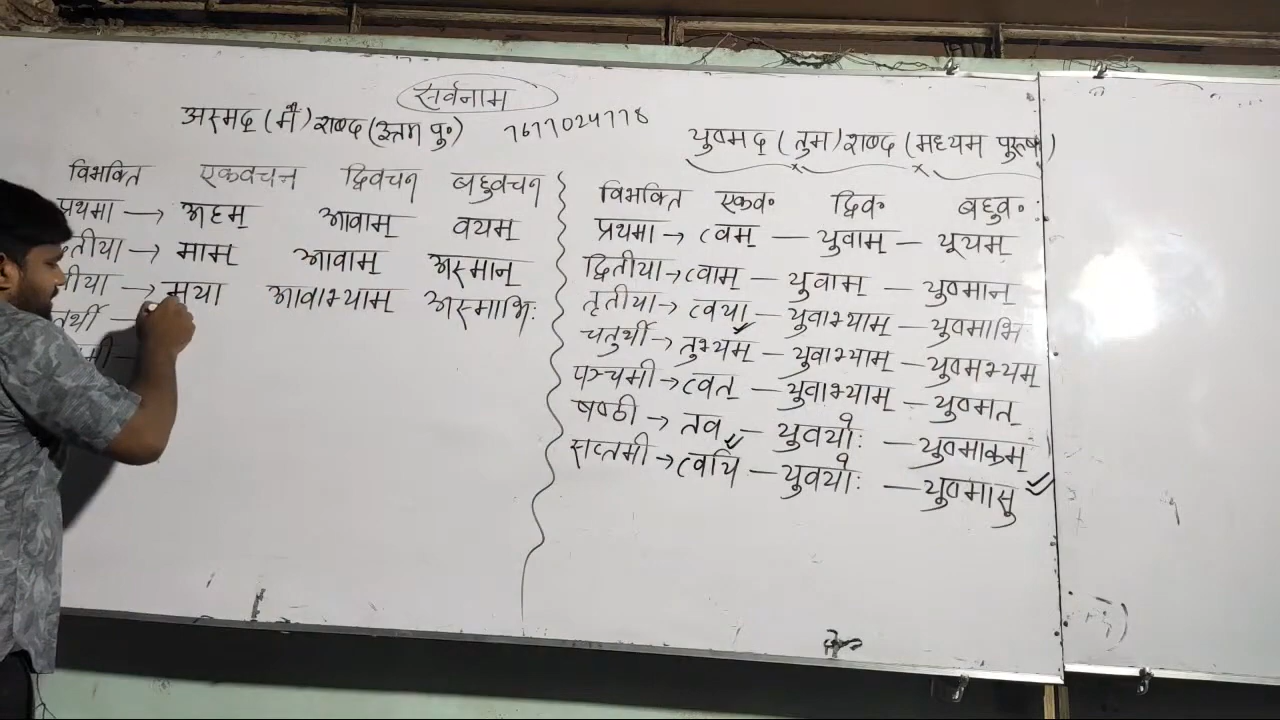 सर्वनाम
अस्मद् (मैं) शब्द (उत्तम पु०) 7677024778
विभक्ति एकवचन द्विवचन बहुवचन
प्रथमा → अहम् आवाम् वयम्
तीया → माम् आवाम् अस्मान्
तीया → मया आवाभ्याम् अस्माभिः
तुर्थी –
मी –
युष्मद् (तुम) शब्द (मध्यम पुरूष)
विभक्ति एकव० द्विव० बहुव०
प्रथमा → त्वम् – युवाम् – यूयम्
द्वितीया → त्वाम् – युवाम् – युष्मान्
तृतीया → त्वया – युवाभ्याम् – युष्माभि
चतुर्थी → तुभ्यम् – युवाभ्याम् – युष्मभ्यम्
पञ्चमी → त्वत् – युवाभ्याम् – युष्मत्
षष्ठी → तव – युवयोः – युष्माकम्
सप्तमी → त्वयि – युवयोः – युष्मासु